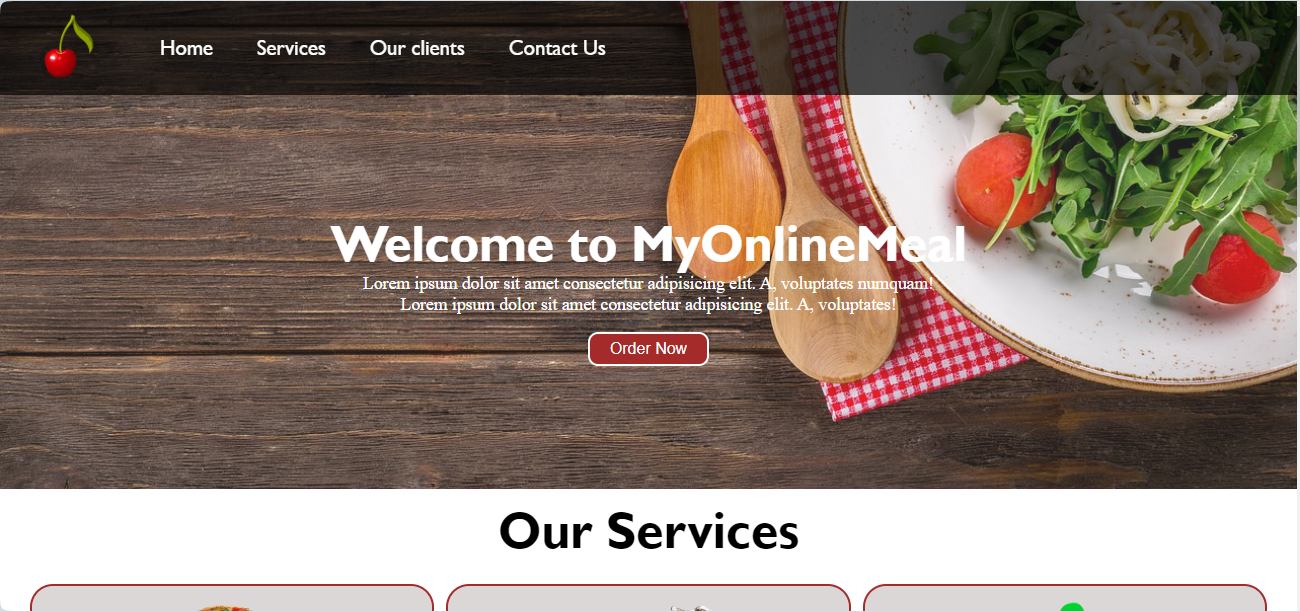 Home Services Our clients Contact Us
Welcome to MyOnlineMeal
Lorem ipsum dolor sit amet consectetur adipisicing elit. A, voluptates numquam!
Lorem ipsum dolor sit amet consectetur adipisicing elit. A, voluptates!
Order Now
Our Services